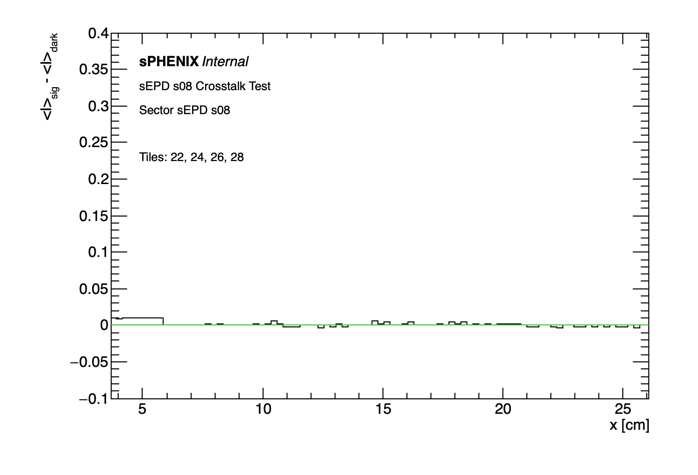 <I>sig - <I>dark
0.4
0.35
0.3
0.25
0.2
0.15
0.1
0.05
0
−0.05
−0.1
sPHENIX Internal
sEPD s08 Crosstalk Test
Sector sEPD s08
Tiles: 22, 24, 26, 28
5 10 15 20 25
x [cm]